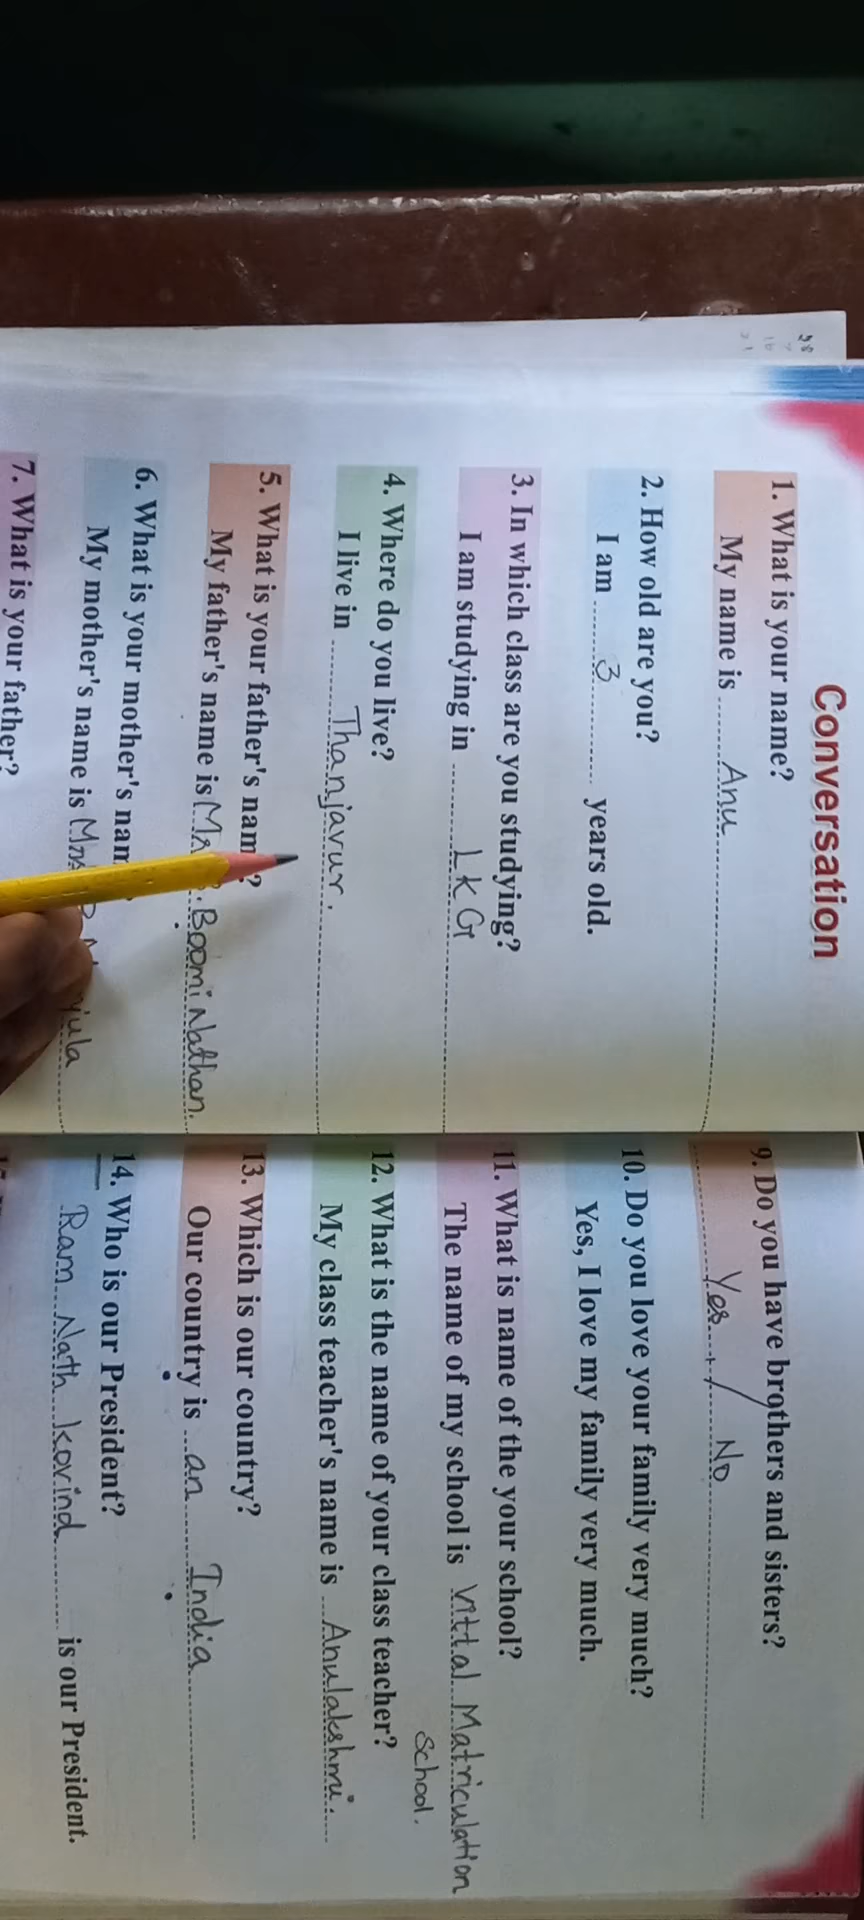 Conversation
1. What is your name?
My name is Anu
2. How old are you?
I am 3 years old.
3. In which class are you studying?
I am studying in LKG
4. Where do you live?
I live in Thanjavur.
5. What is your father's nam ?
My father's name is Boomi Nathan.
6. What is your mother's nam
My mother's name is
7. What is your father?
9. Do you have brothers and sisters?
Yes / No
10. Do you love your family very much?
Yes, I love my family very much.
11. What is name of the your school?
The name of my school is Vittal Matriculation
School.
12. What is the name of your class teacher?
My class teacher's name is Anulakshmi.
13. Which is our country?
Our country is an India
14. Who is our President?
Ram Nath kovind is our President.